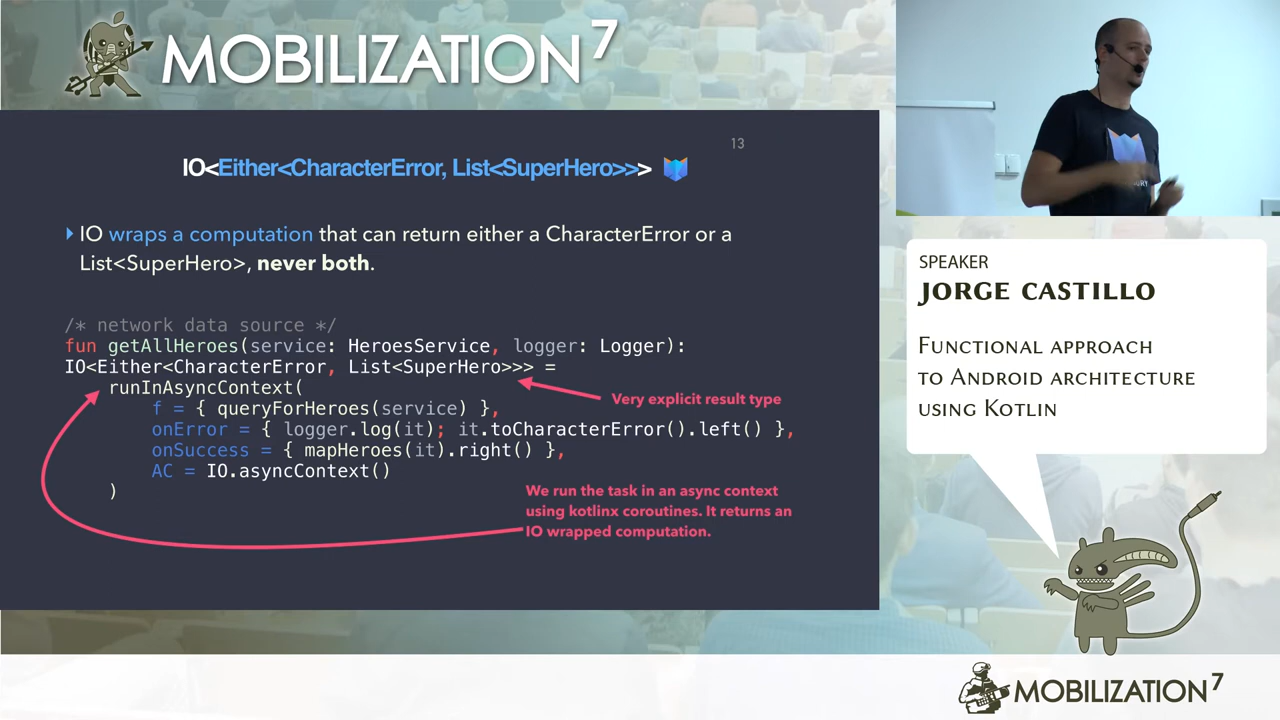 MOBILIZATION7
13
IO<Either<CharacterError, List<SuperHero>>>
IO wraps a computation that can return either a CharacterError or a
List<SuperHero>, never both.
/* network data source */
fun getAllHeroes(service: HeroesService, logger: Logger):
IO<Either<CharacterError, List<SuperHero>>> =
runInAsyncContext(
f = { queryForHeroes(service) },
onError = { logger.log(it); it.toCharacterError().left() },
onSuccess = { mapHeroes(it).right() },
AC = IO.asyncContext()
)
Very explicit result type
We run the task in an async context
using kotlinx coroutines. It returns an
IO wrapped computation.
SPEAKER
JORGE CASTILLO
Functional approach
to Android architecture
using Kotlin
MOBILIZATION7